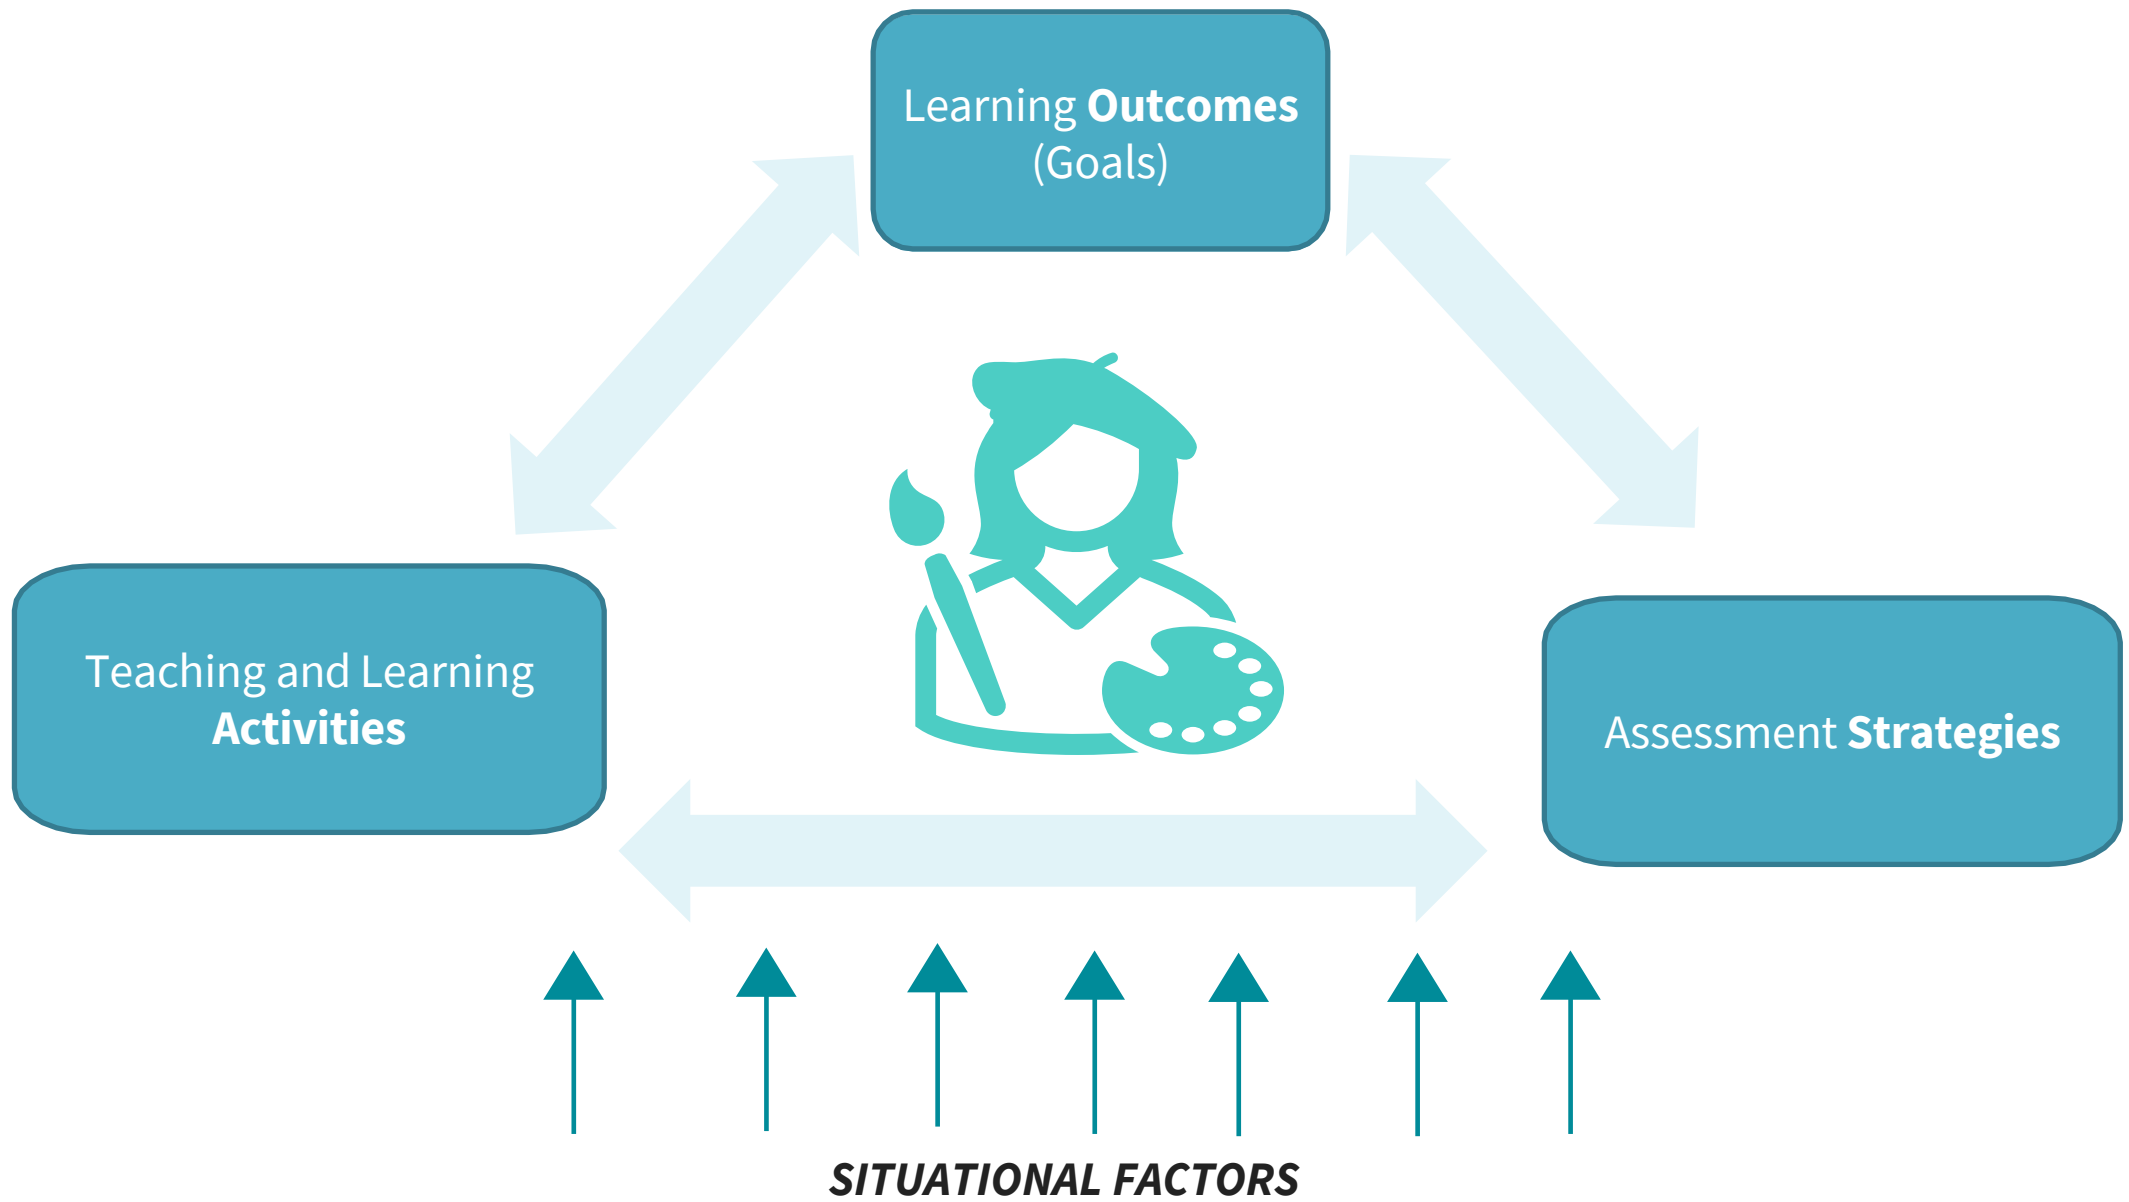 Learning Outcomes
(Goals)
Teaching and Learning
Activities
Assessment Strategies
SITUATIONAL FACTORS